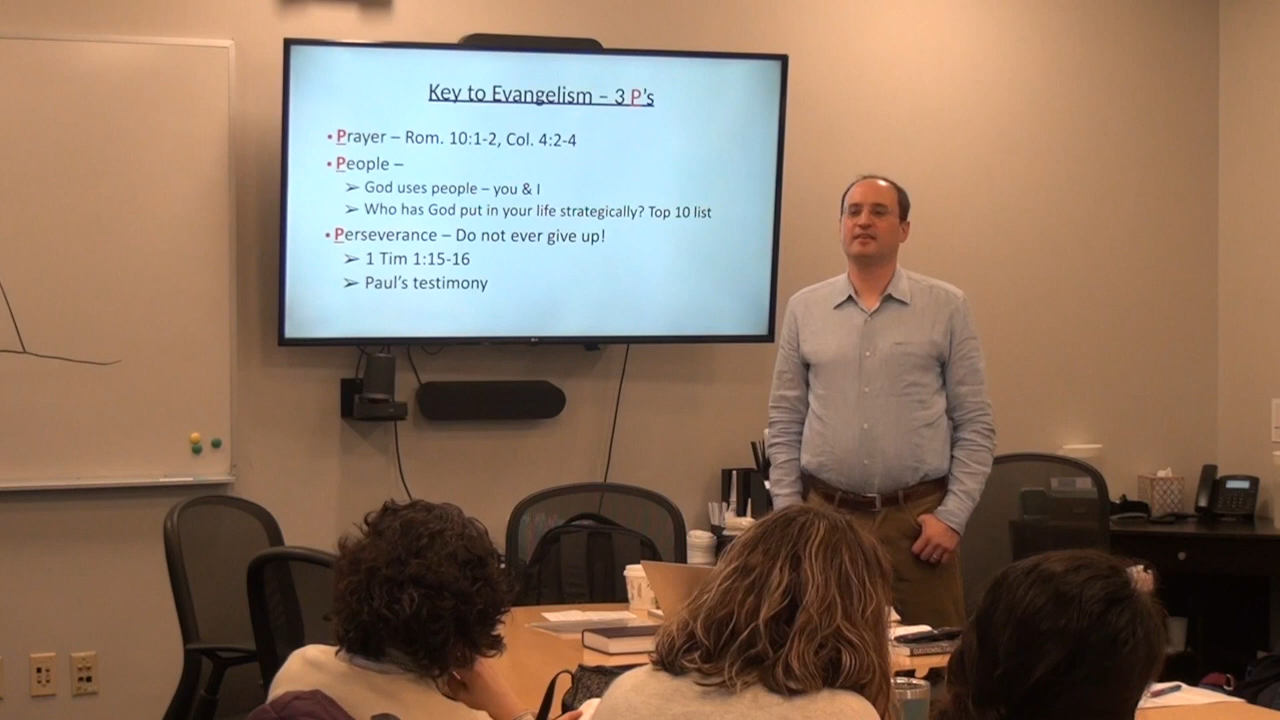 Key to Evangelism – 3 P's
• Prayer – Rom. 10:1-2, Col. 4:2-4
• People –
➢ God uses people – you & I
➢ Who has God put in your life strategically? Top 10 list
• Perseverance – Do not ever give up!
➢ 1 Tim 1:15-16
➢ Paul's testimony